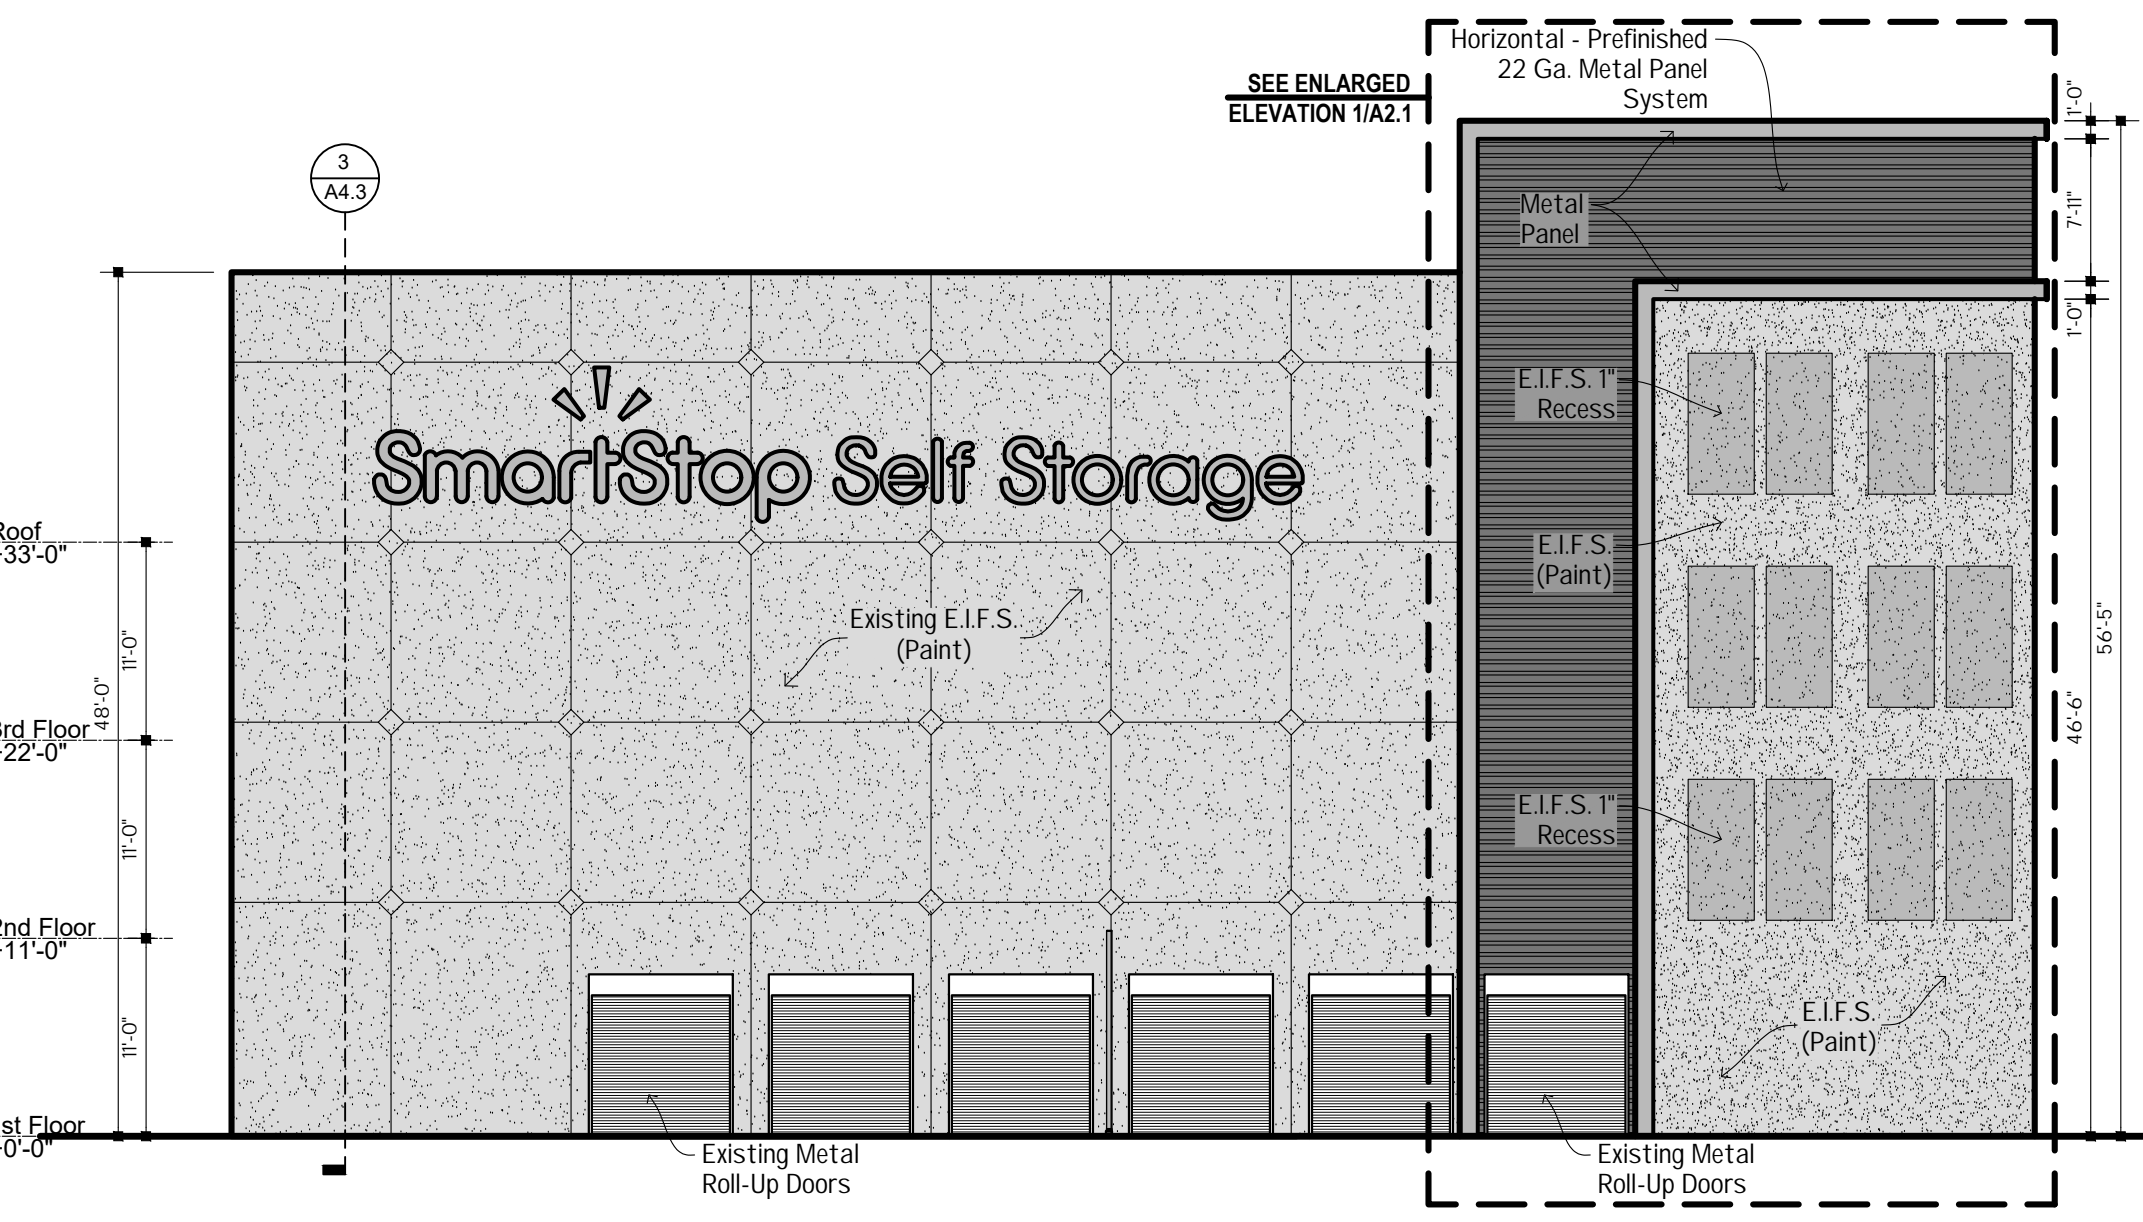 Horizontal - Prefinished
22 Ga. Metal Panel
System
SEE ENLARGED
ELEVATION 1/A2.1
3
A4.3
Metal
Panel
1'-0"
7'-11"
1'-0"
E.I.F.S. 1"
Recess
SmartStop Self Storage
Roof
+33'-0"
E.I.F.S.
(Paint)
Existing E.I.F.S.
(Paint)
11'-0"
48'-0"
56'-5"
46'-6"
3rd Floor
+22'-0"
E.I.F.S. 1"
Recess
11'-0"
2nd Floor
+11'-0"
E.I.F.S.
(Paint)
11'-0"
1st Floor
+0'-0"
Existing Metal
Roll-Up Doors
Existing Metal
Roll-Up Doors